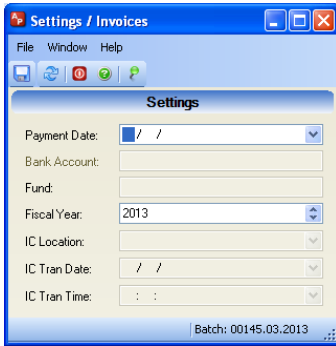 Settings / Invoices
File Window Help
Settings
Payment Date: / /
Bank Account:
Fund:
Fiscal Year: 2013
IC Location:
IC Tran Date: / /
IC Tran Time: : :
Batch: 00145.03.2013